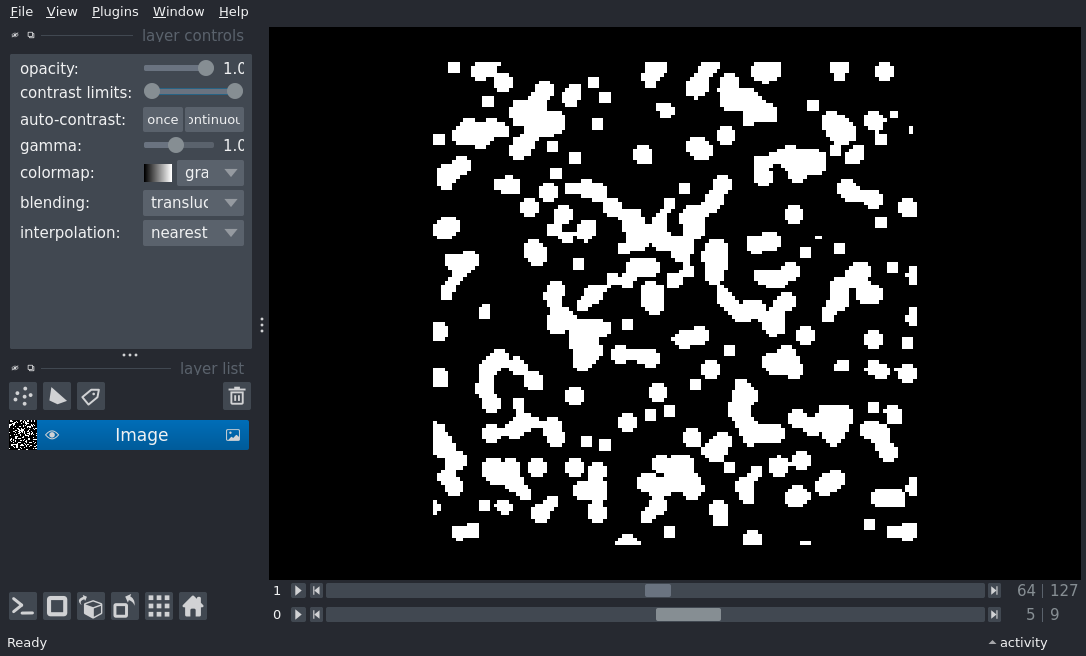 File View Plugins Window Help
layer controls
opacity: 1.0
contrast limits:
auto-contrast: once ontinuou
gamma: 1.0
colormap: gra
blending: transluc
interpolation: nearest
layer list
Image
1 64 127
0 5 9
Ready activity